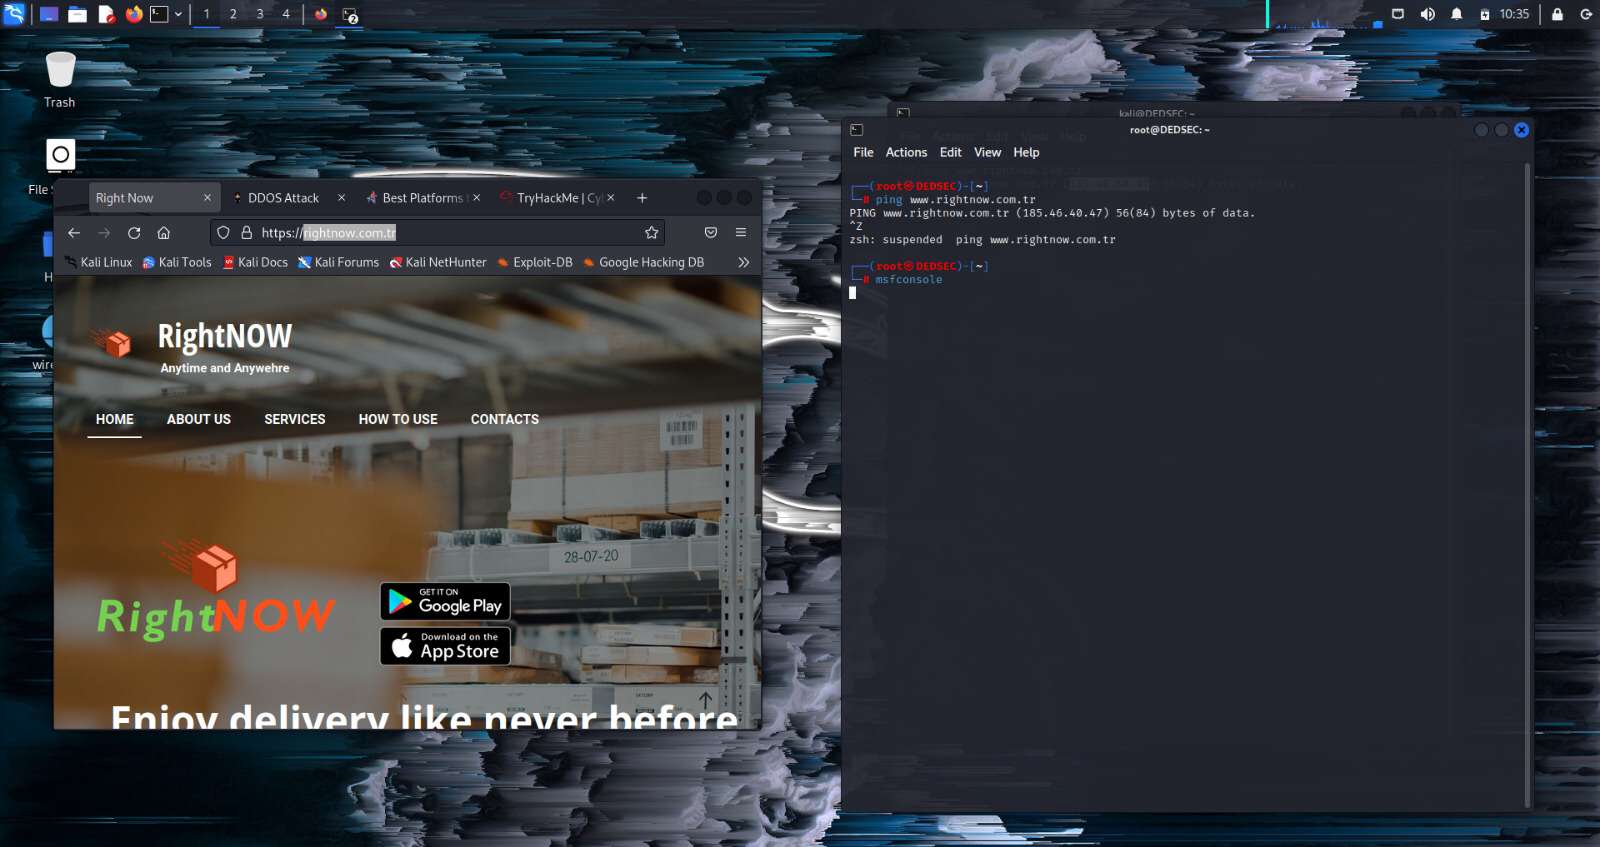 1 2 3 4
2
10:35
Trash
File S
H
wire
kali@DEDSEC: ~
root@DEDSEC: ~
File Actions Edit View Help
┌──(root㉿DEDSEC)-[~]
└─# ping www.rightnow.com.tr
PING www.rightnow.com.tr (185.46.40.47) 56(84) bytes of data.
^Z
zsh: suspended  ping www.rightnow.com.tr
┌──(root㉿DEDSEC)-[~]
└─# msfconsole
Right Now
DDOS Attack
Best Platforms t
TryHackMe | Cyl
https://rightnow.com.tr
Kali Linux Kali Tools Kali Docs Kali Forums Kali NetHunter Exploit-DB Google Hacking DB
RightNOW
Anytime and Anywehre
HOME ABOUT US SERVICES HOW TO USE CONTACTS
28-07-20
RightNOW
GET IT ON
Google Play
Download on the
App Store
Enjoy delivery like never before